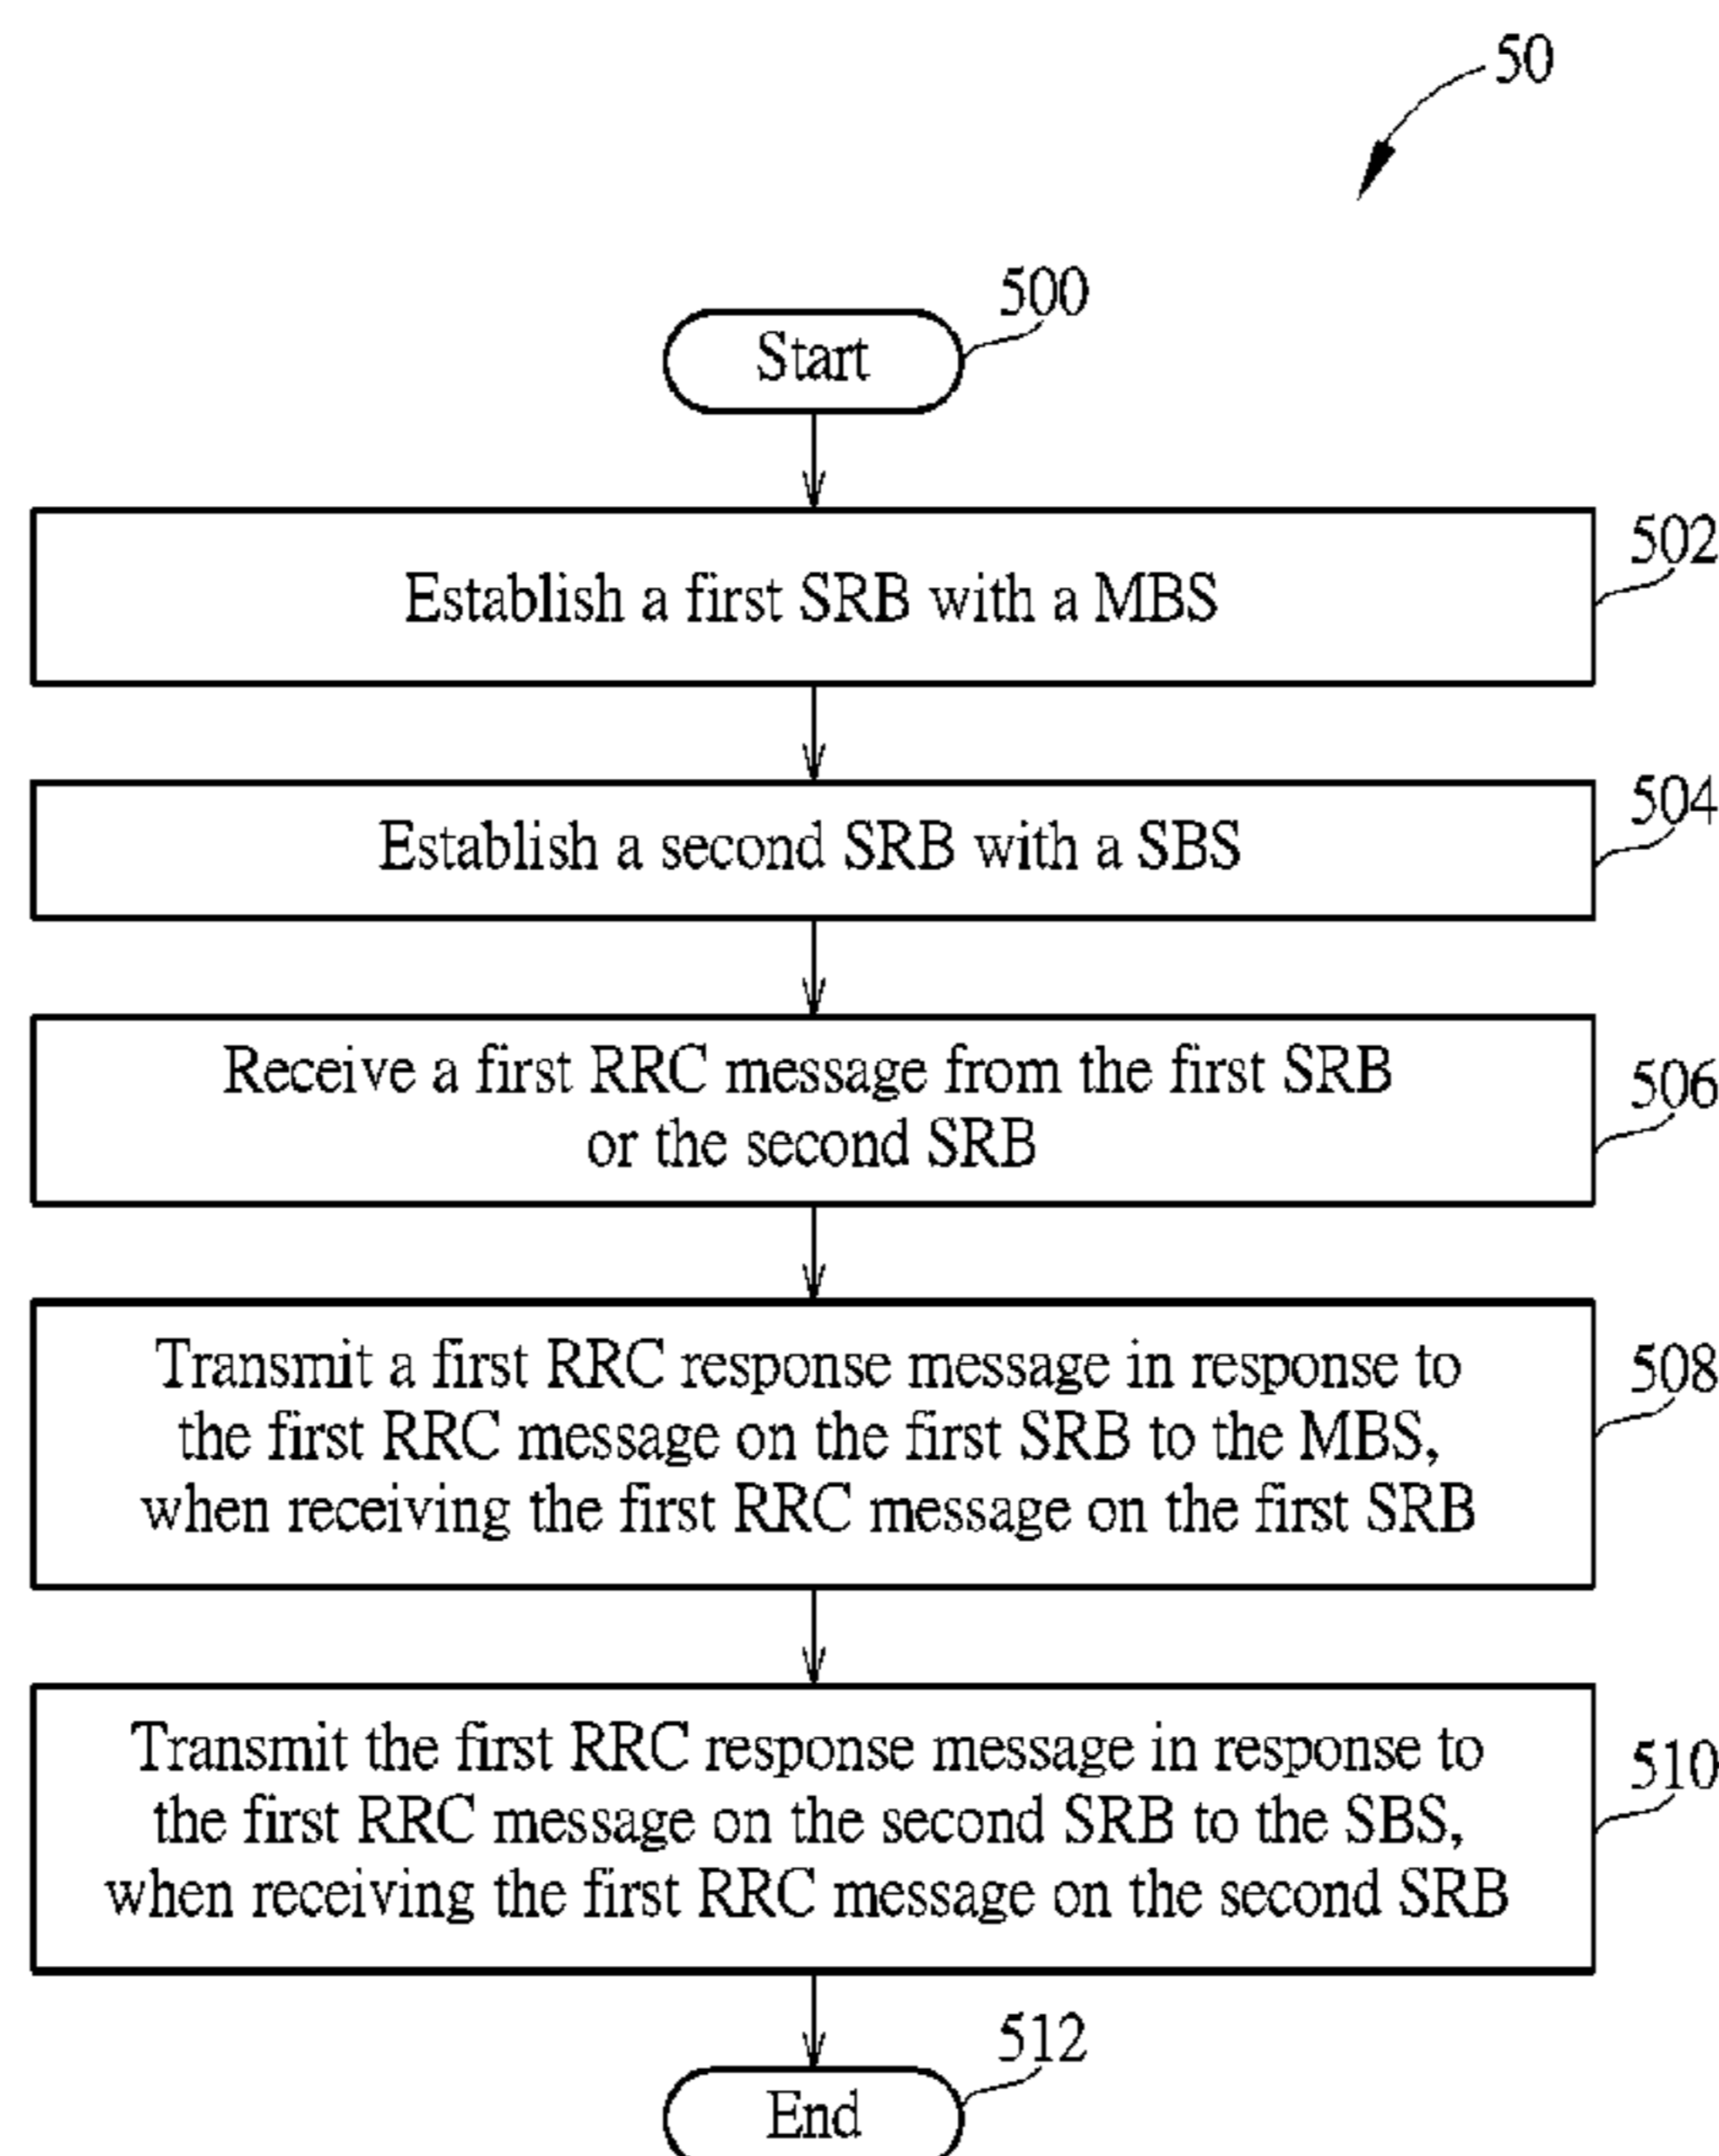 50
500
Start
502
Establish a first SRB with a MBS
504
Establish a second SRB with a SBS
506
Receive a first RRC message from the first SRB
or the second SRB
508
Transmit a first RRC response message in response to
the first RRC message on the first SRB to the MBS,
when receiving the first RRC message on the first SRB
510
Transmit the first RRC response message in response to
the first RRC message on the second SRB to the SBS,
when receiving the first RRC message on the second SRB
512
End